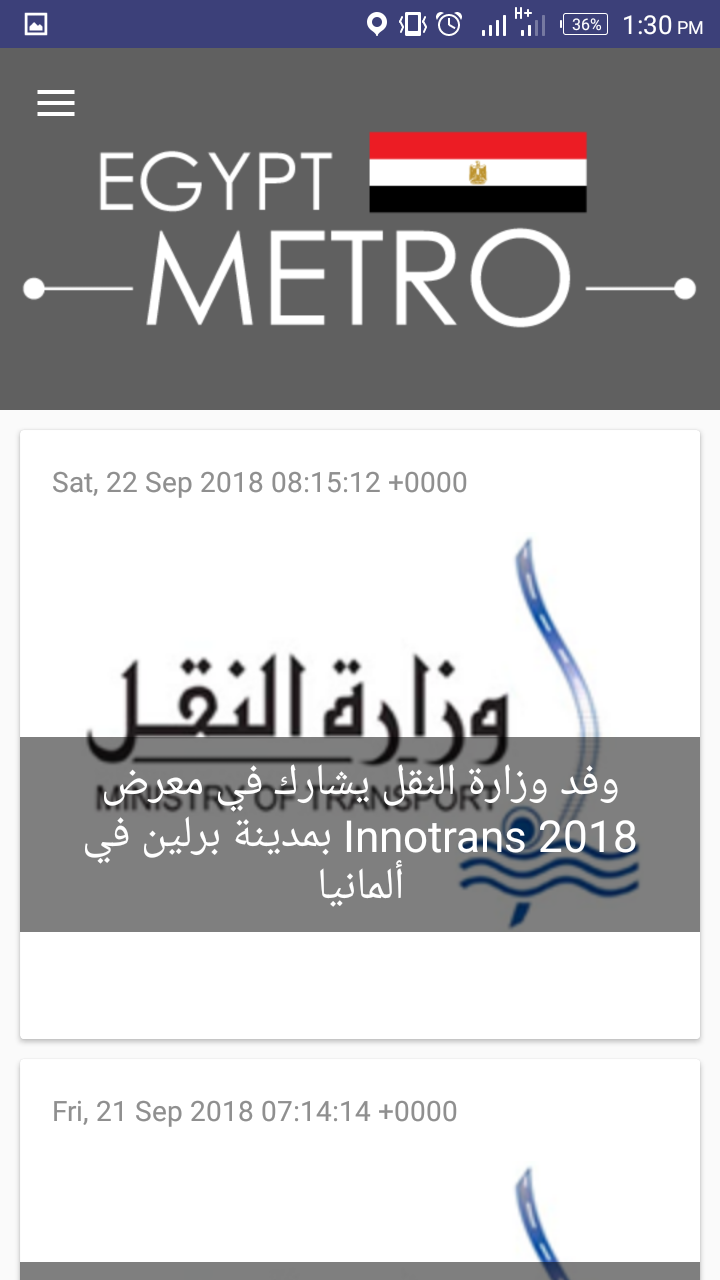 H+
36%
1:30 PM
EGYPT
METRO
Sat, 22 Sep 2018 08:15:12 +0000
وزارة النقل
MINISTRY OF TRANSPORT
وفد وزارة النقل يشارك في معرض
Innotrans 2018 بمدينة برلين في
ألمانيا
Fri, 21 Sep 2018 07:14:14 +0000